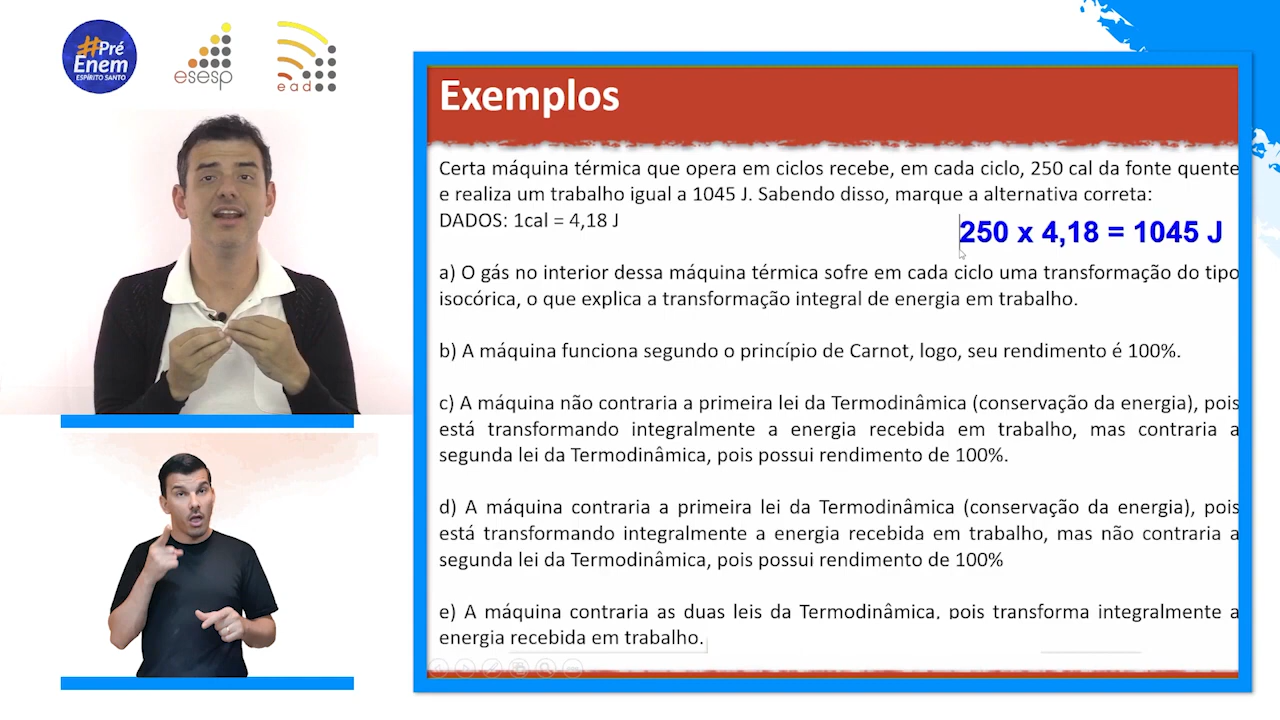 #Pré
Enem
ESPÍRITO SANTO
esesp
ead
Exemplos
Certa máquina térmica que opera em ciclos recebe, em cada ciclo, 250 cal da fonte quente
e realiza um trabalho igual a 1045 J. Sabendo disso, marque a alternativa correta:
DADOS: 1cal = 4,18 J
250 x 4,18 = 1045 J
a) O gás no interior dessa máquina térmica sofre em cada ciclo uma transformação do tipo
isocórica, o que explica a transformação integral de energia em trabalho.
b) A máquina funciona segundo o princípio de Carnot, logo, seu rendimento é 100%.
c) A máquina não contraria a primeira lei da Termodinâmica (conservação da energia), pois
está transformando integralmente a energia recebida em trabalho, mas contraria a
segunda lei da Termodinâmica, pois possui rendimento de 100%.
d) A máquina contraria a primeira lei da Termodinâmica (conservação da energia), pois
está transformando integralmente a energia recebida em trabalho, mas não contraria a
segunda lei da Termodinâmica, pois possui rendimento de 100%
e) A máquina contraria as duas leis da Termodinâmica, pois transforma integralmente a
energia recebida em trabalho.